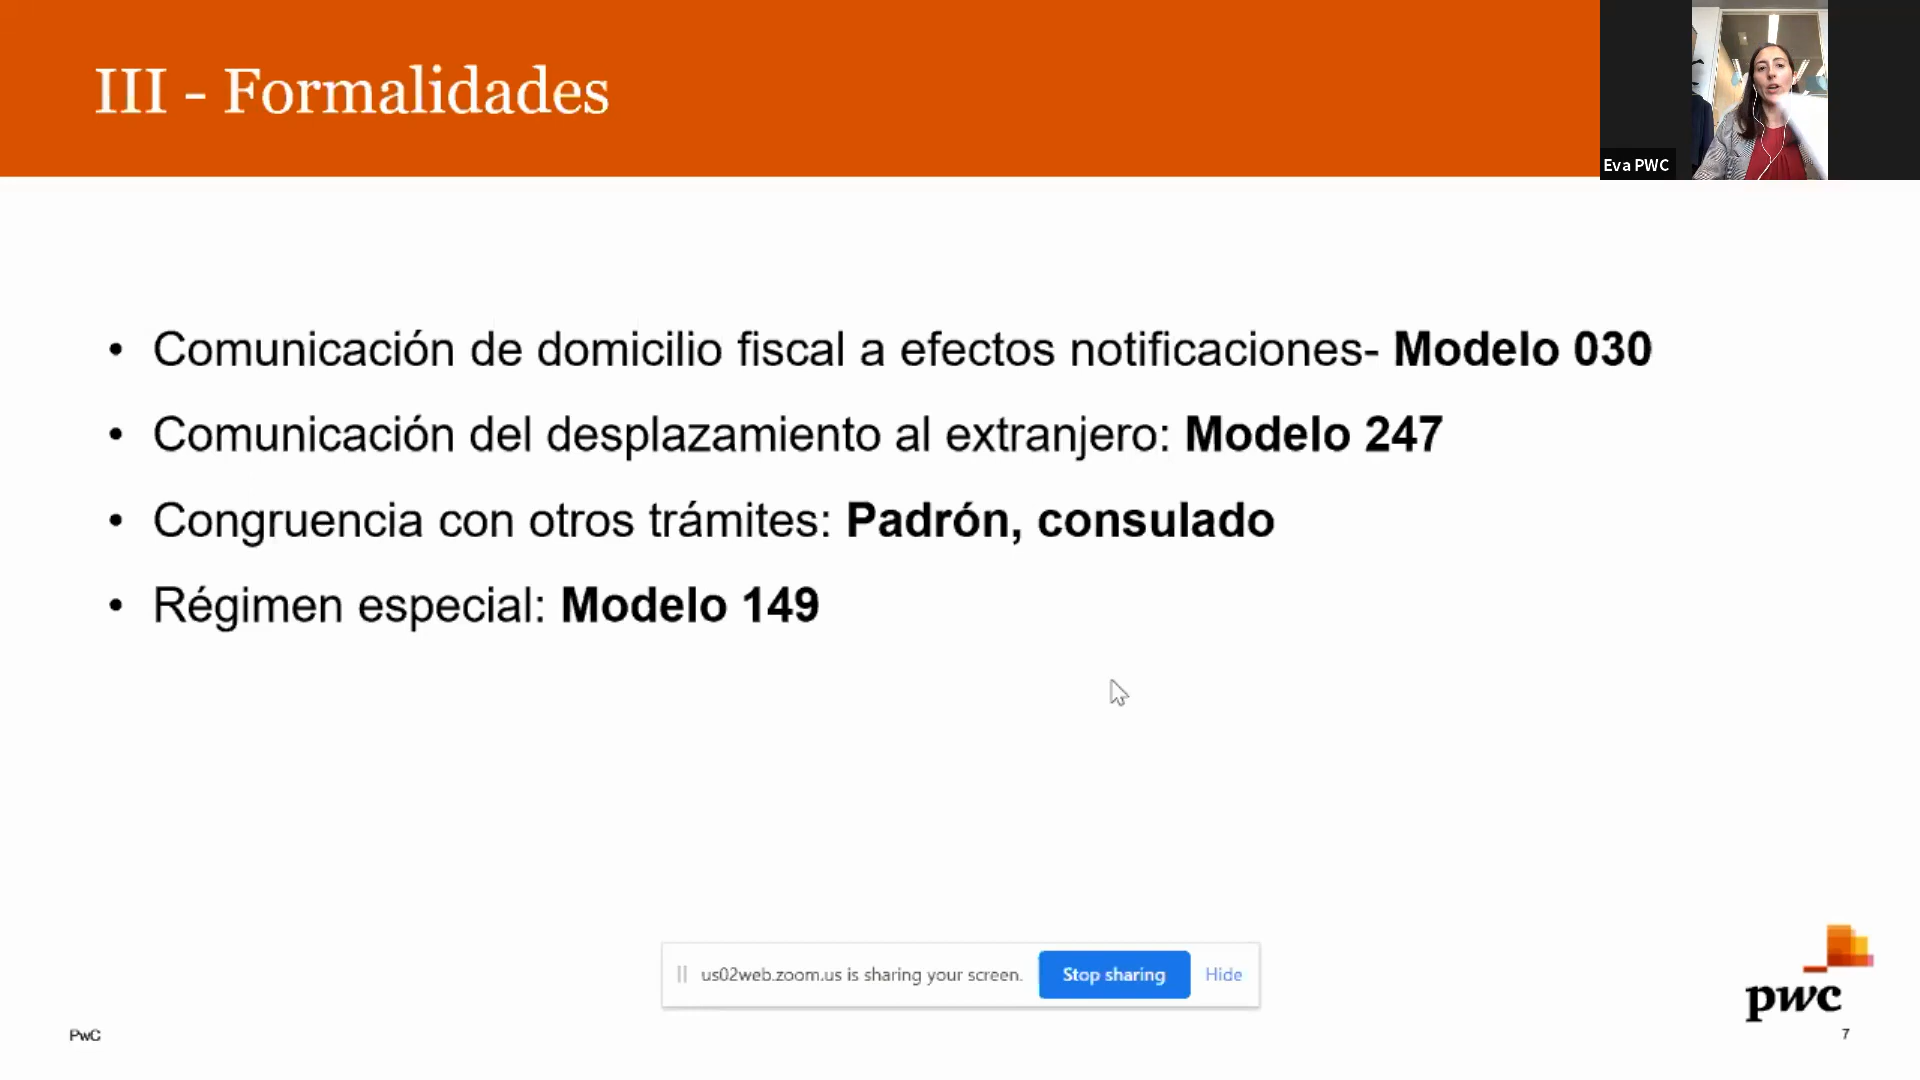 III - Formalidades
Eva PWC
• Comunicación de domicilio fiscal a efectos notificaciones- Modelo 030
• Comunicación del desplazamiento al extranjero: Modelo 247
• Congruencia con otros trámites: Padrón, consulado
• Régimen especial: Modelo 149
us02web.zoom.us is sharing your screen. Stop sharing Hide
pwc
PwC
7